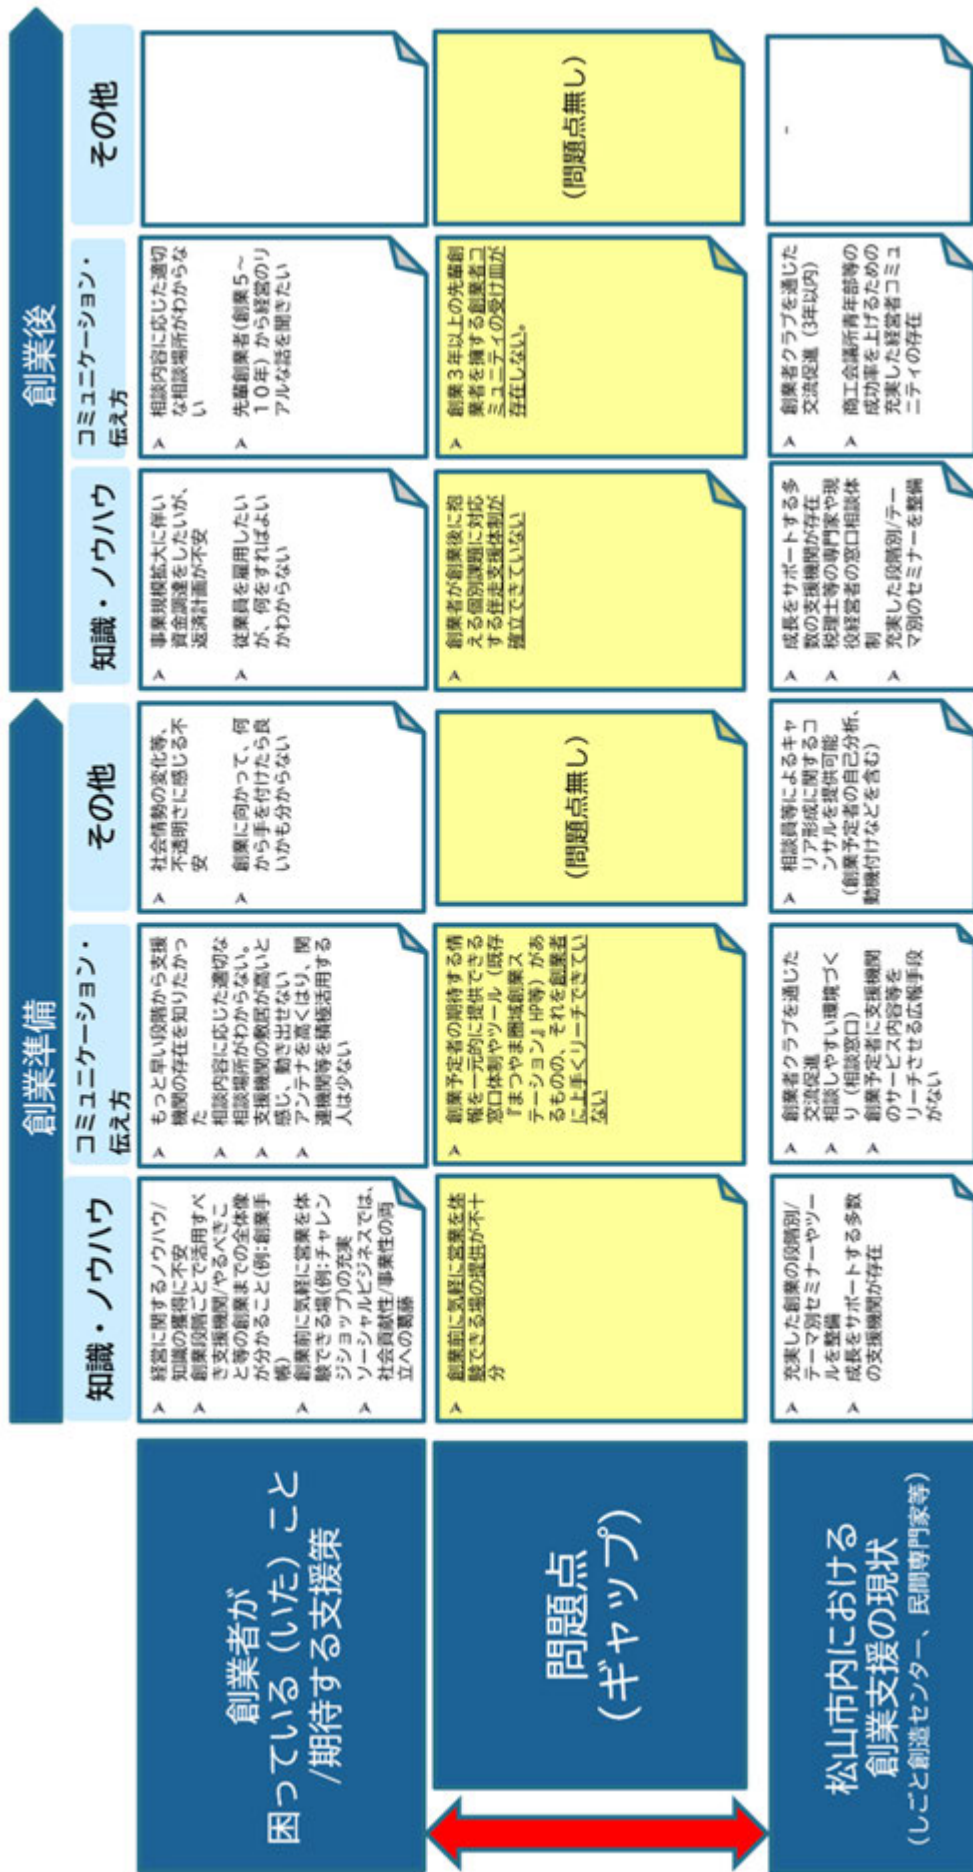 創業準備
創業後
知識・ノウハウ
コミュニケーション・
伝え方
その他
知識・ノウハウ
コミュニケーション・
伝え方
その他
創業者が
困っている（いた）こと
/期待する支援策
➢ 経営に関するノウハウ/
知識の獲得に不安
➢ 創業段階ごとで活用すべ
き支援機関/やるべきこ
と等の創業までの全体像
が分かること(例:創業手
帳)
➢ 創業前に気軽に営業を体
験できる場(例:チャレン
ジショップ)の充実
➢ ソーシャルビジネスでは、
社会貢献性/事業性の両
立への葛藤
➢ もっと早い段階から支援
機関の存在を知りたかっ
た
➢ 相談内容に応じた適切な
相談場所がわからない。
➢ 支援機関の敷居が高いと
感じ、動き出せない
➢ アンテナを高くはり、関
連機関等を積極活用する
人は少ない
➢ 社会情勢の変化等、
不透明さに感じる不
安
➢ 創業に向かって、何
から手を付けたら良
いかも分からない
➢ 事業規模拡大に伴い
資金調達をしたいが、
返済計画が不安
➢ 従業員を雇用したい
が、何をすればよい
かわからない
➢ 相談内容に応じた適切
な相談場所がわからな
い
➢ 先輩創業者(創業５～
１０年）から経営のリ
アルな話を聞きたい
問題点
(ギャップ)
➢ 創業前に気軽に営業を体
験できる場の提供が不十
分
➢ 創業予定者の期待する情
報を一元的に提供できる
窓口体制やツール（既存
『まつやま圏域創業ス
テーション』HP等）があ
るものの、それを創業者
に上手くリーチできてい
ない
(問題点無し)
➢ 創業者が創業後に抱
える個別課題に対応
する伴走支援体制が
確立できていない
➢ 創業３年以上の先輩創
業者を擁する創業者コ
ミュニティの受け皿が
存在しない。
(問題点無し)
松山市内における
創業支援の現状
(しごと創造センター、民間専門家等)
➢ 充実した創業の段階別/
テーマ別セミナーやツー
ルを整備
➢ 成長をサポートする多数
の支援機関が存在
➢ 創業者クラブを通じた
交流促進
➢ 相談しやすい環境づく
り（相談窓口）
➢ 創業予定者に支援機関
のサービス内容等を
リーチさせる広報手段
がない
➢ 相談員等によるキャ
リア形成に関するコ
ンサルを提供可能
（創業予定者の自己分析、
動機付けなどを含む）
➢ 成長をサポートする多
数の支援機関が存在
➢ 税理士等の専門家や現
役経営者の窓口相談体
制
➢ 充実した段階別/テー
マ別のセミナーを整備
➢ 創業者クラブを通じた
交流促進（3年以内）
➢ 商工会議所青年部等の
成功率を上げるための
充実した経営者コミュ
ニティの存在
-